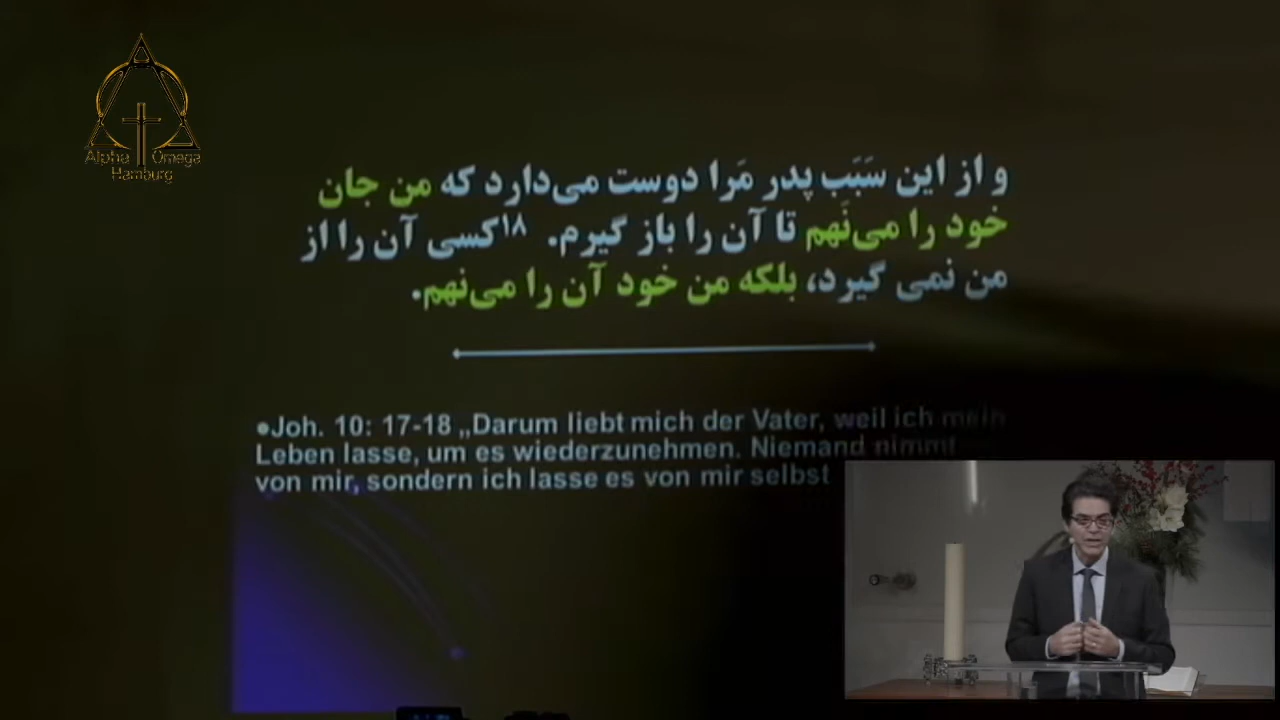 Alpha Omega
Hamburg
و از این سَبَب پدر مَرا دوست می‌دارد که من جان
خود را می‌نَهم تا آن را باز گیرم. ۱۸کسی آن را از
من نمی گیرد، بلکه من خود آن را می‌نهم.
●Joh. 10: 17-18 „Darum liebt mich der Vater, weil ich mein
Leben lasse, um es wiederzunehmen. Niemand nimmt
von mir, sondern ich lasse es von mir selbst